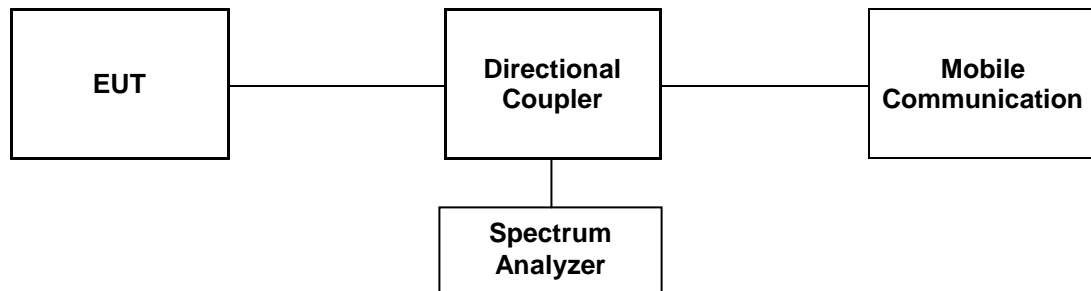 EUT
Directional
Coupler
Mobile
Communication
Spectrum
Analyzer